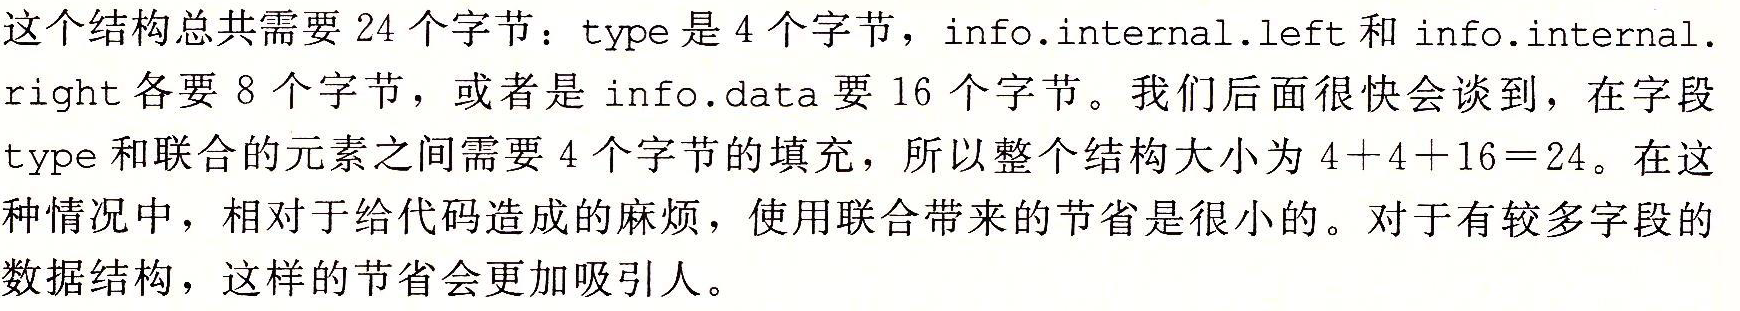 这个结构总共需要 24 个字节：type 是 4 个字节，info.internal.left 和 info.internal.
right 各要 8 个字节，或者是 info.data 要 16 个字节。我们后面很快会谈到，在字段
type 和联合的元素之间需要 4 个字节的填充，所以整个结构大小为 4＋4＋16＝24。在这
种情况中，相对于给代码造成的麻烦，使用联合带来的节省是很小的。对于有较多字段的
数据结构，这样的节省会更加吸引人。